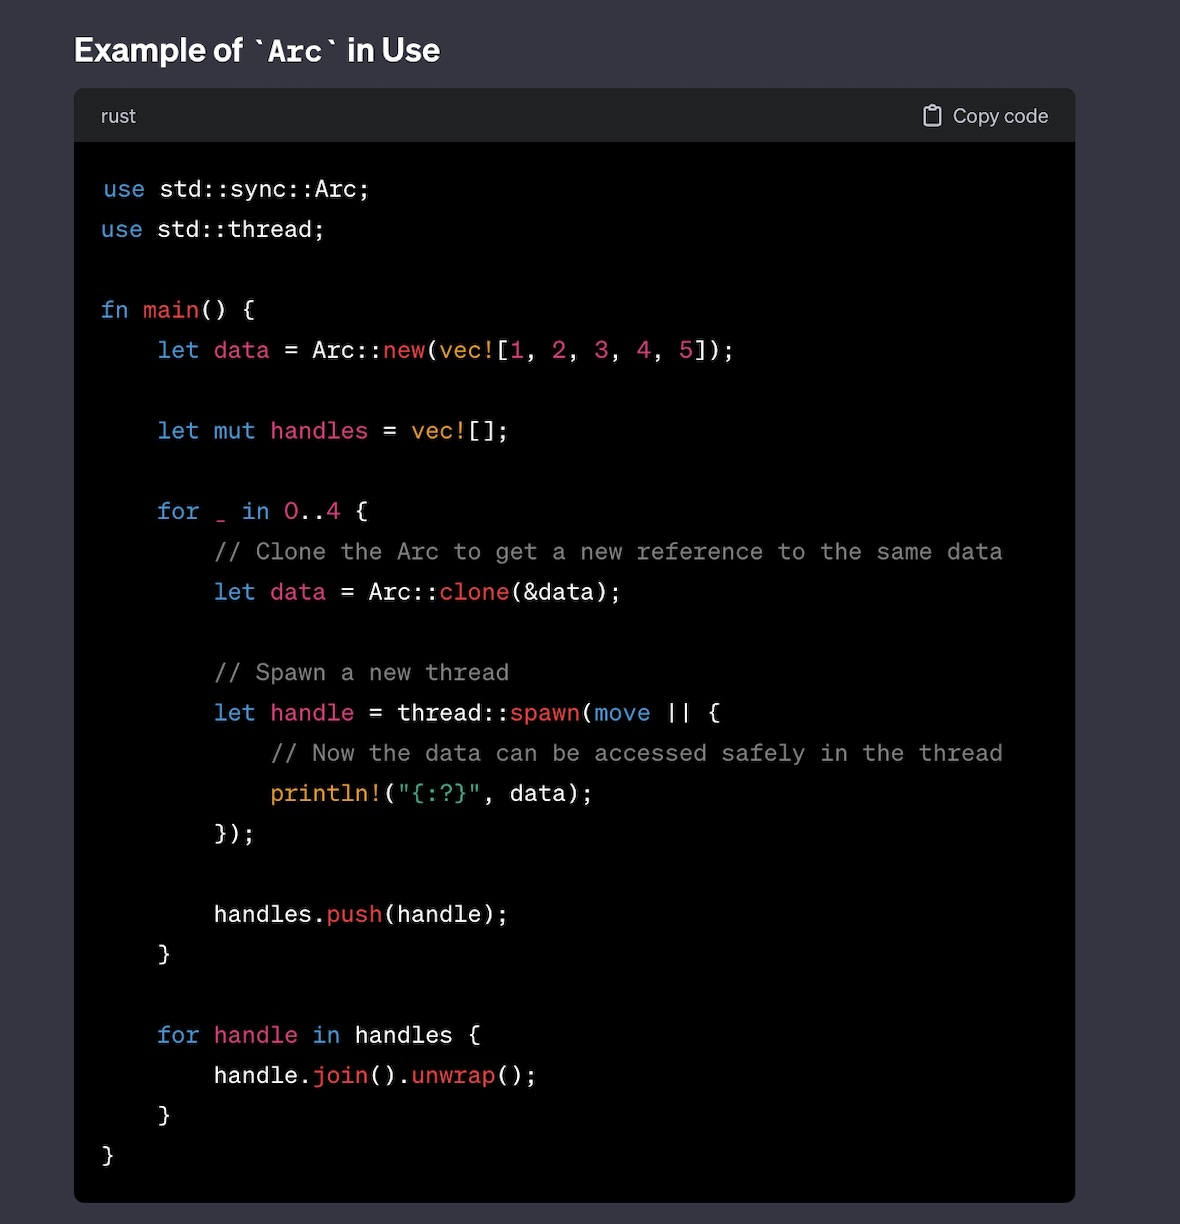 Example of `Arc` in Use
rust
Copy code
use std::sync::Arc;
use std::thread;
fn main() {
    let data = Arc::new(vec![1, 2, 3, 4, 5]);
    let mut handles = vec![];
    for _ in 0..4 {
        // Clone the Arc to get a new reference to the same data
        let data = Arc::clone(&data);
        // Spawn a new thread
        let handle = thread::spawn(move || {
            // Now the data can be accessed safely in the thread
            println!("{:?}", data);
        });
        handles.push(handle);
    }
    for handle in handles {
        handle.join().unwrap();
    }
}